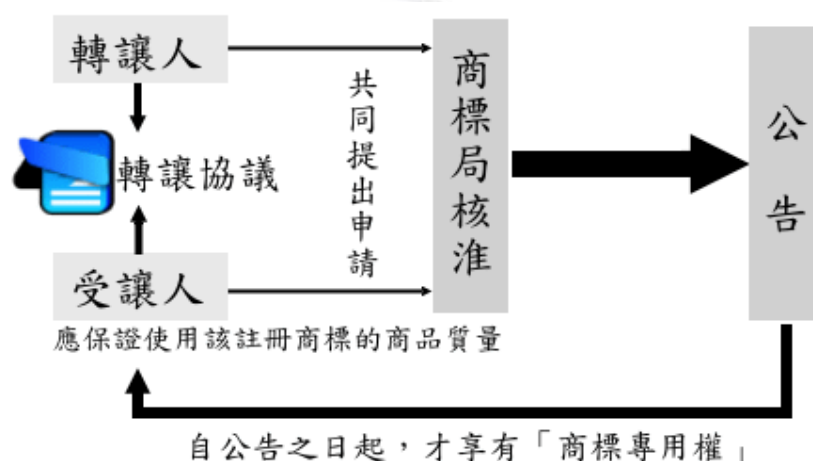 轉讓人
轉讓協議
受讓人
應保證使用該註冊商標的商品質量
共同提出申請
商標局核淮
公告
自公告之日起，才享有「商標專用權」